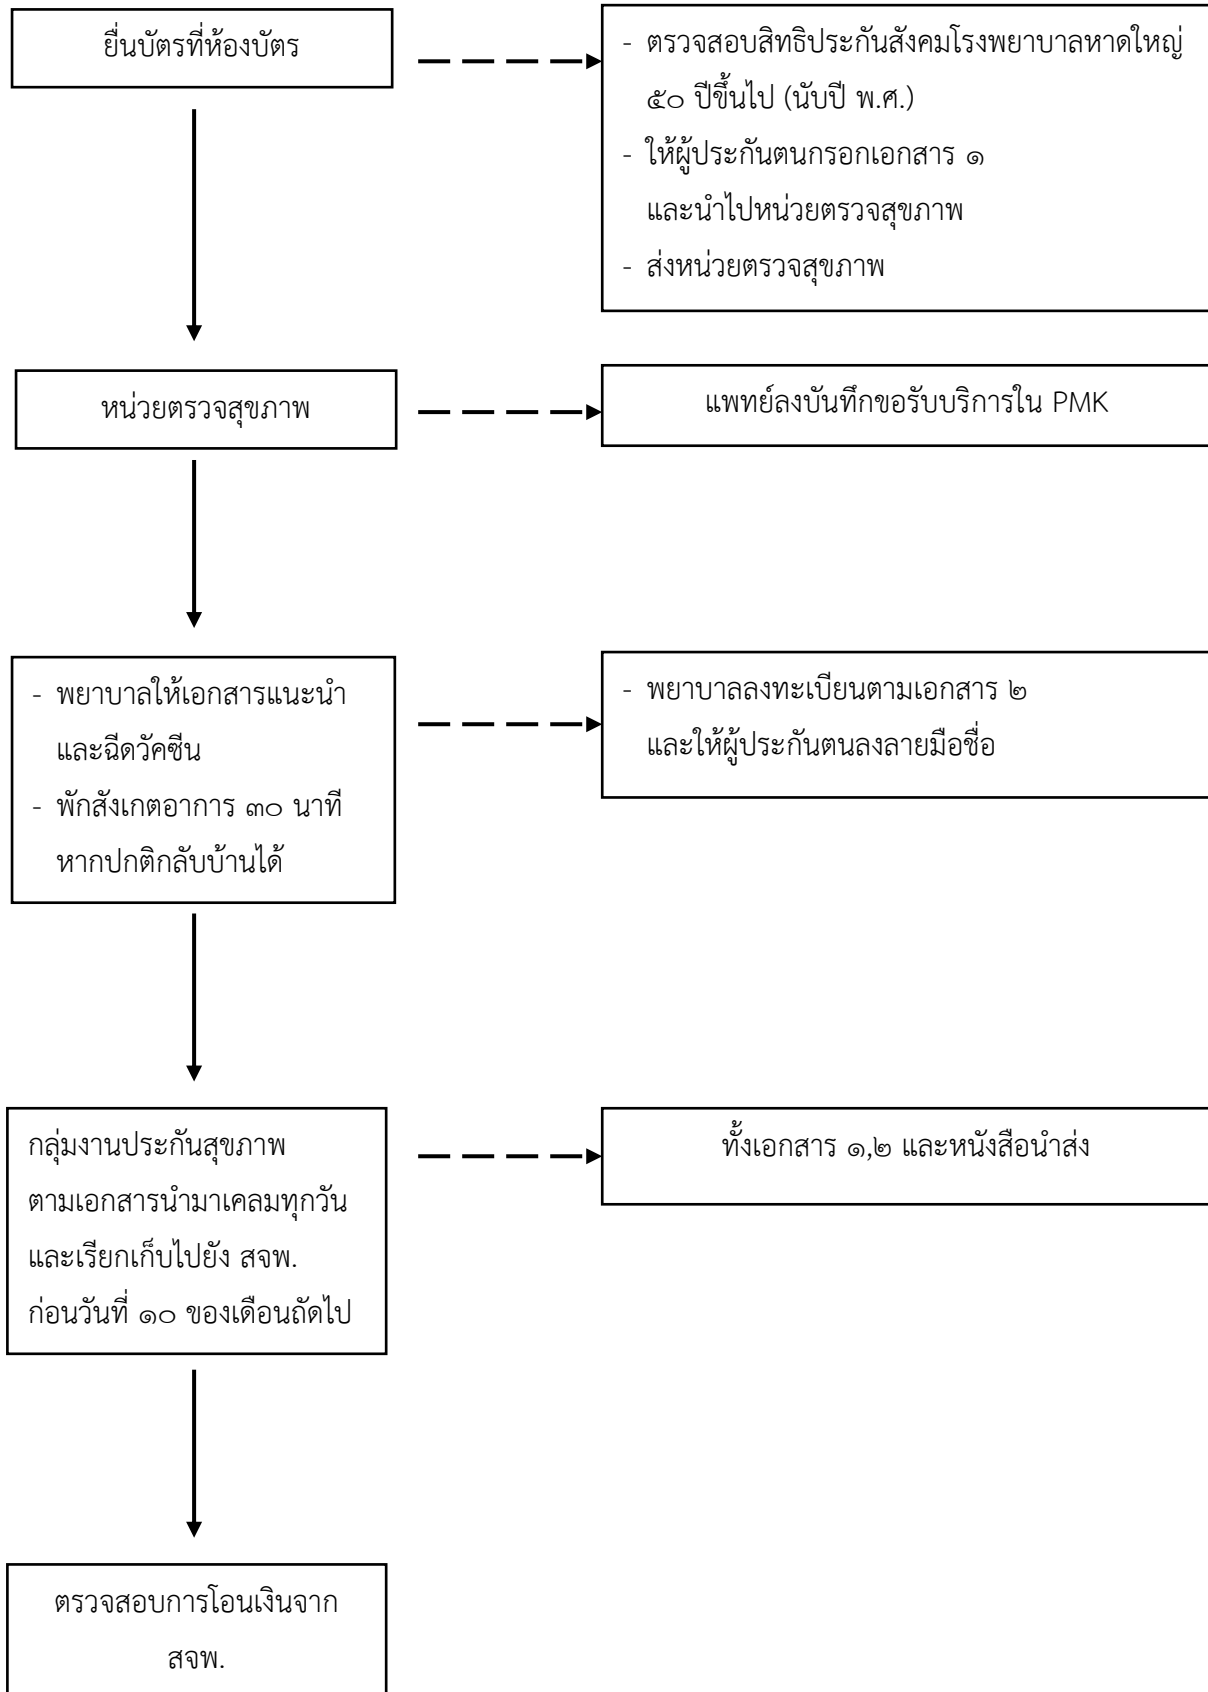 ยื่นบัตรที่ห้องบัตร
- ตรวจสอบสิทธิประกันสังคมโรงพยาบาลหาดใหญ่
๕๐ ปีขึ้นไป (นับปี พ.ศ.)
- ให้ผู้ประกันตนกรอกเอกสาร ๑
และนำไปหน่วยตรวจสุขภาพ
- ส่งหน่วยตรวจสุขภาพ
หน่วยตรวจสุขภาพ
แพทย์ลงบันทึกขอรับบริการใน PMK
- พยาบาลให้เอกสารแนะนำ
และฉีดวัคซีน
- พักสังเกตอาการ ๓๐ นาที
หากปกติกลับบ้านได้
- พยาบาลลงทะเบียนตามเอกสาร ๒
และให้ผู้ประกันตนลงลายมือชื่อ
กลุ่มงานประกันสุขภาพ
ตามเอกสารนำมาเคลมทุกวัน
และเรียกเก็บไปยัง สจพ.
ก่อนวันที่ ๑๐ ของเดือนถัดไป
ทั้งเอกสาร ๑,๒ และหนังสือนำส่ง
ตรวจสอบการโอนเงินจาก
สจพ.